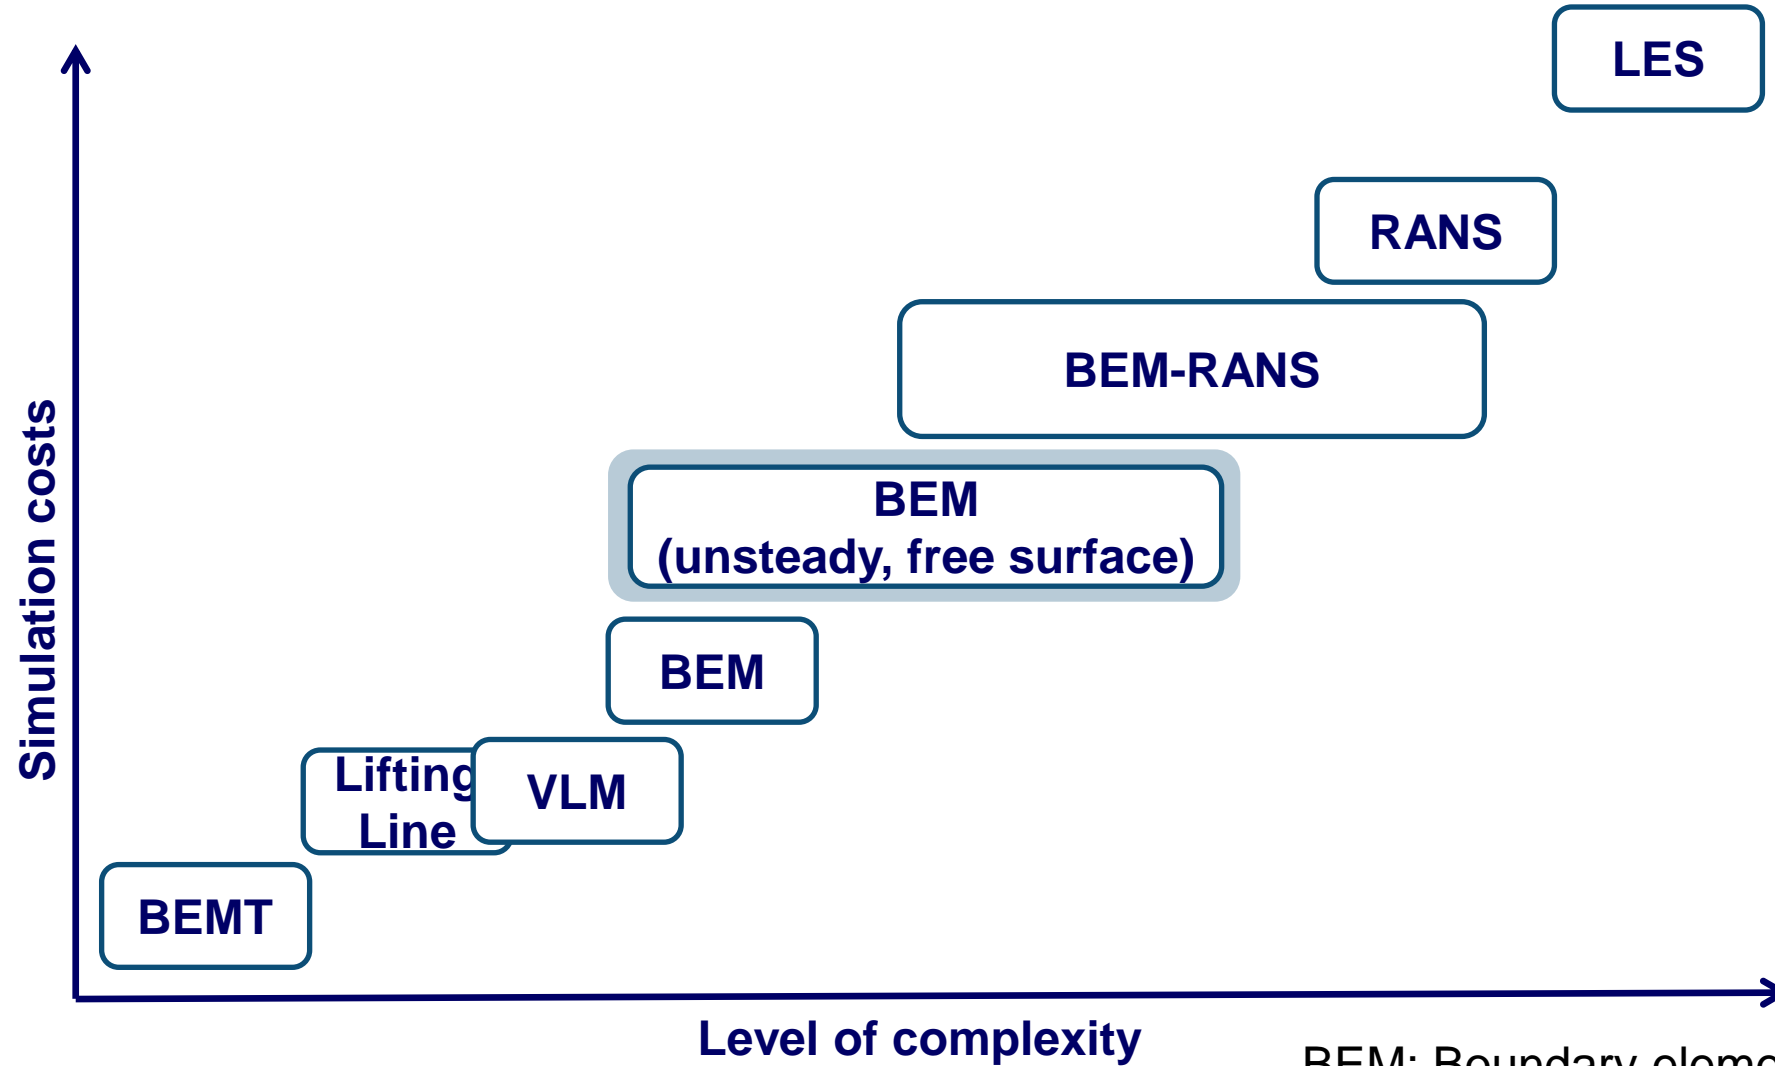 LES
RANS
BEM-RANS
BEM
(unsteady, free surface)
BEM
Lifting
Line
VLM
BEMT
Simulation costs
Level of complexity
BEM: Boundary